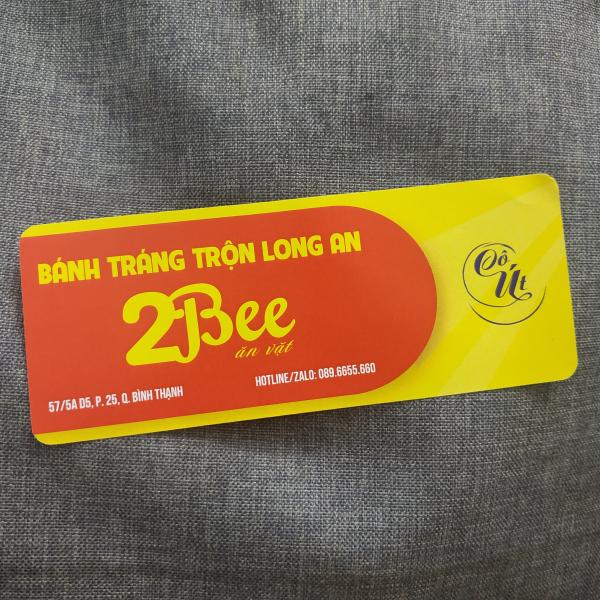 BÁNH TRÁNG TRỘN LONG AN
2Bee
ăn vặt
57/5A D5, P. 25, Q. BÌNH THẠNH
HOTLINE/ZALO: 089.6655.660
Cô
Út